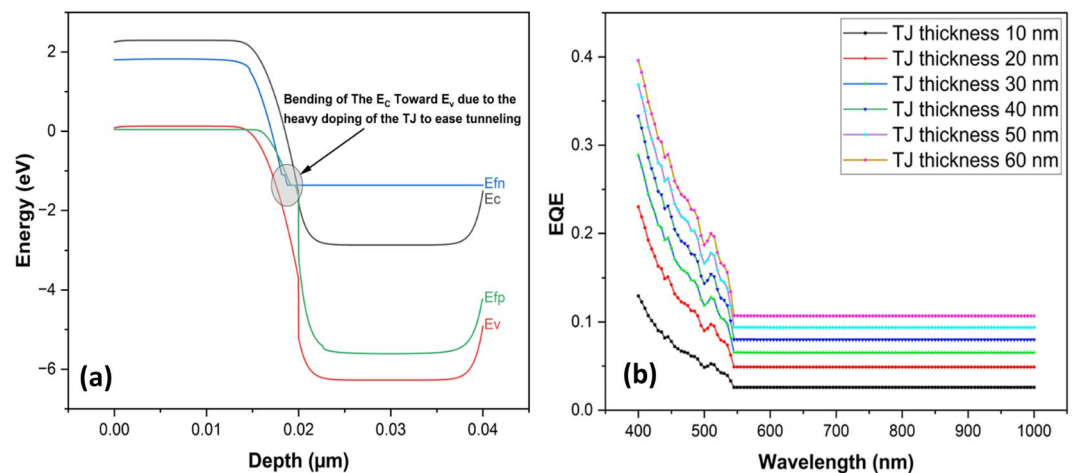 2
0
−2
−4
−6
Energy (eV)
Bending of The EC Toward Ev due to the
heavy doping of the TJ to ease tunneling
Efn
Ec
Efp
Ev
(a)
0.00 0.01 0.02 0.03 0.04
Depth (µm)
0.4
0.3
0.2
0.1
0.0
EQE
TJ thickness 10 nm
TJ thickness 20 nm
TJ thickness 30 nm
TJ thickness 40 nm
TJ thickness 50 nm
TJ thickness 60 nm
(b)
400 500 600 700 800 900 1000
Wavelength (nm)